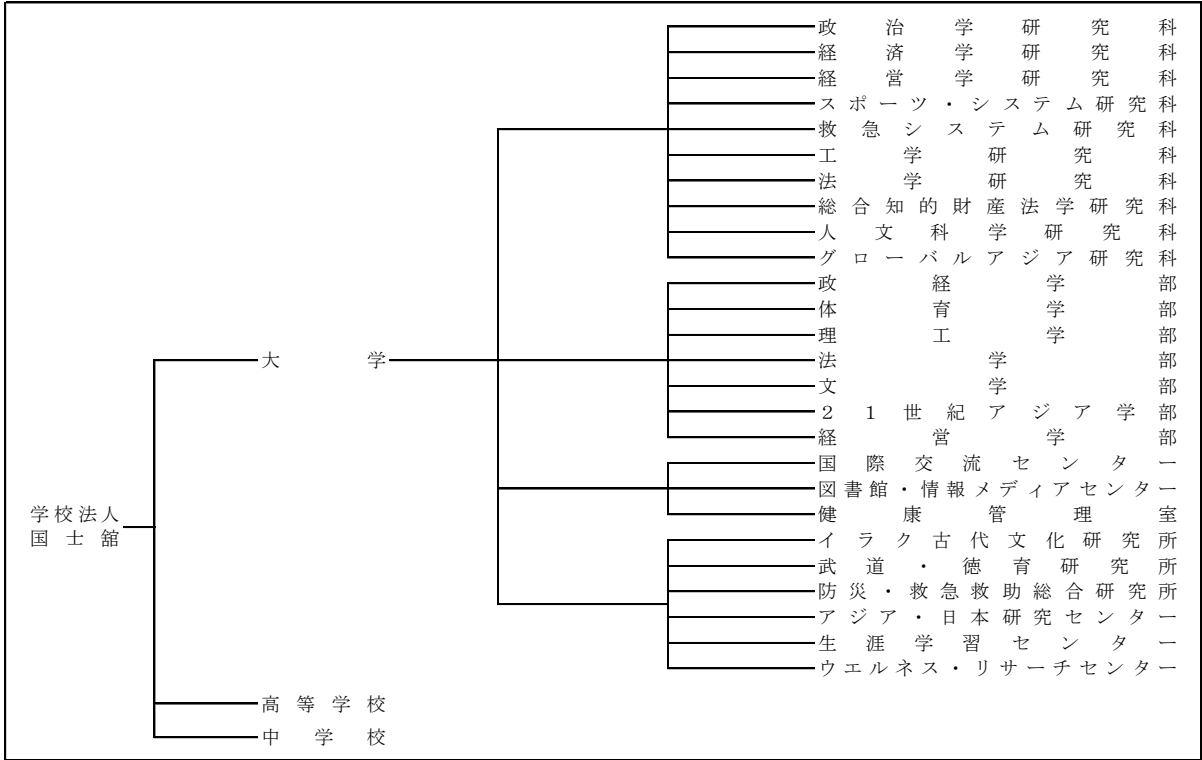 政治学研究科
経済学研究科
経営学研究科
スポーツ・システム研究科
救急システム研究科
工学研究科
法学研究科
総合知的財産法学研究科
人文科学研究科
グローバルアジア研究科
政経学部
体育学部
理工学部
大学
法学部
文学部
21世紀アジア学部
経営学部
国際交流センター
図書館・情報メディアセンター
学校法人
国士舘
健康管理室
イラク古代文化研究所
武道・徳育研究所
防災・救急救助総合研究所
アジア・日本研究センター
生涯学習センター
ウエルネス・リサーチセンター
高等学校
中学校